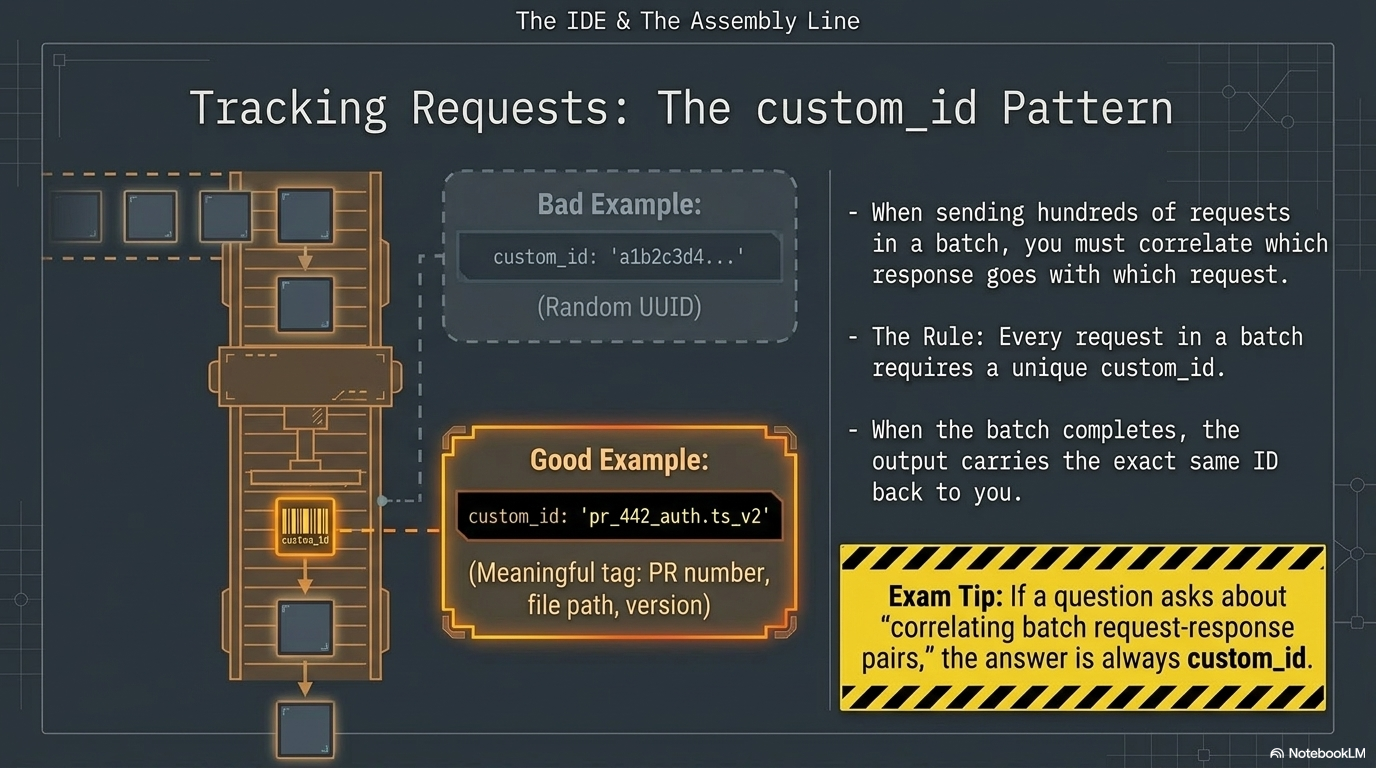 The IDE & The Assembly Line
Tracking Requests: The custom_id Pattern
Bad Example:
custom_id: 'a1b2c3d4...'
(Random UUID)
Good Example:
custom_id: 'pr_442_auth.ts_v2'
(Meaningful tag: PR number,
file path, version)
custoa_1d
- When sending hundreds of requests
in a batch, you must correlate which
response goes with which request.
- The Rule: Every request in a batch
requires a unique custom_id.
- When the batch completes, the
output carries the exact same ID
back to you.
Exam Tip: If a question asks about
“correlating batch request-response
pairs,” the answer is always custom_id.
NotebookLM